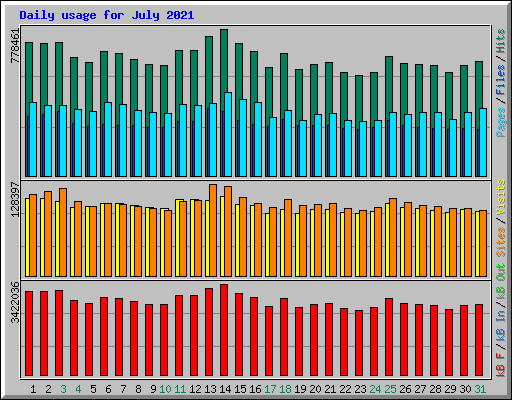 Daily usage for July 2021
778461
Pages / Files / Hits
128397
Sites / Visits
3422036
kB F / kB In / kB Out
1 2 3 4 5 6 7 8 9 10 11 12 13 14 15 16 17 18 19 20 21 22 23 24 25 26 27 28 29 30 31